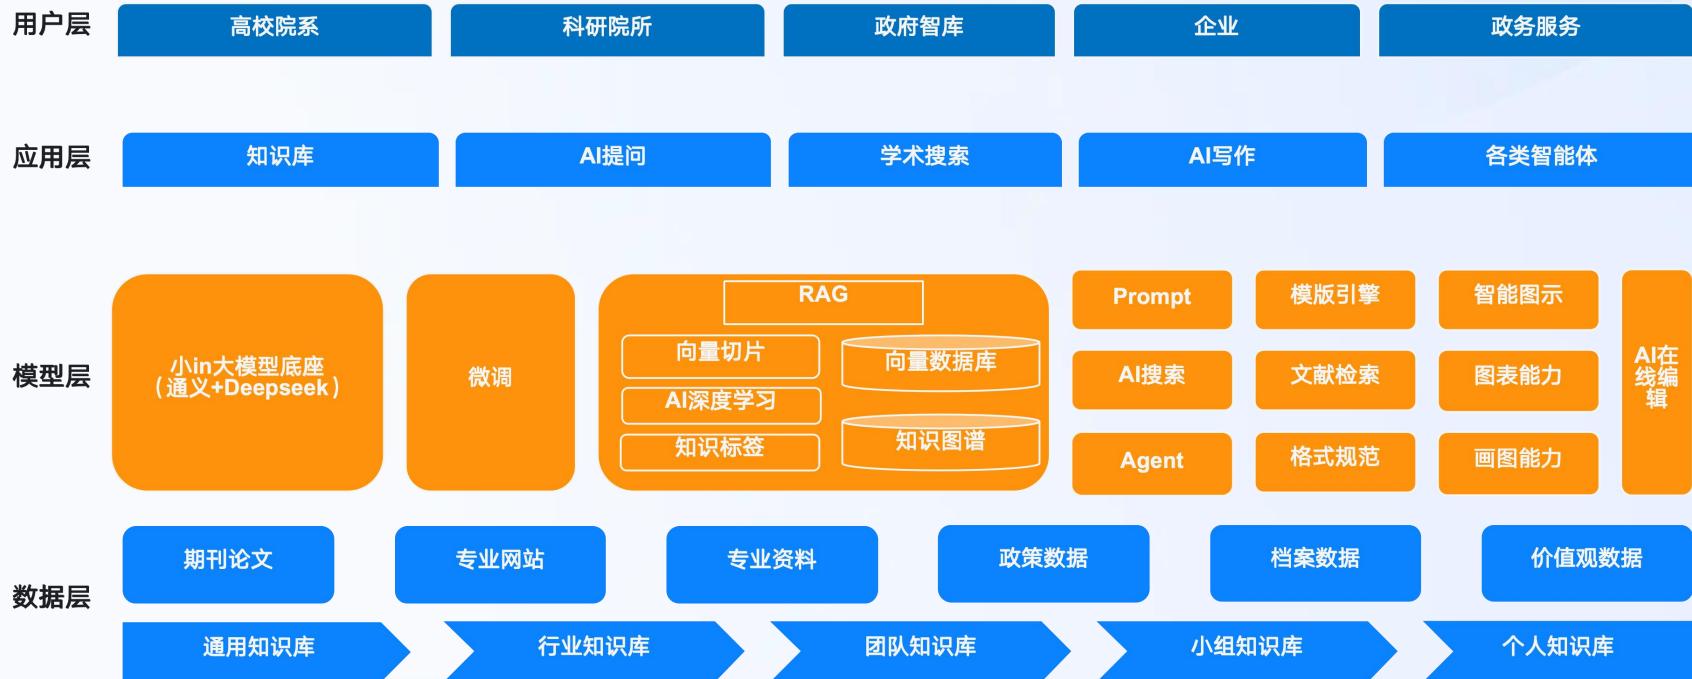 用户层
高校院系
科研院所
政府智库
企业
政务服务
应用层
知识库
AI提问
学术搜索
AI写作
各类智能体
模型层
小in大模型底座
（通义+Deepseek）
微调
RAG
向量切片
AI深度学习
知识标签
向量数据库
知识图谱
Prompt
模版引擎
智能图示
AI搜索
文献检索
图表能力
Agent
格式规范
画图能力
AI在
线编
辑
数据层
期刊论文
专业网站
专业资料
政策数据
档案数据
价值观数据
通用知识库
行业知识库
团队知识库
小组知识库
个人知识库